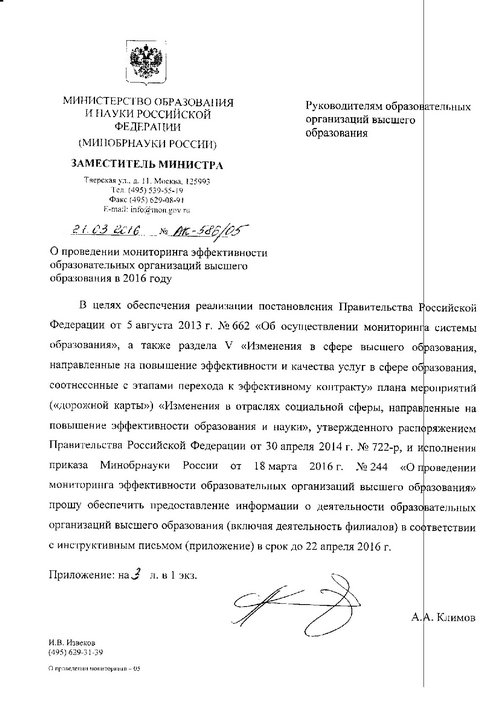 МИНИСТЕРСТВО ОБРАЗОВАНИЯ
И НАУКИ РОССИЙСКОЙ
ФЕДЕРАЦИИ
(МИНОБРНАУКИ РОССИИ)
ЗАМЕСТИТЕЛЬ МИНИСТРА
Тверская ул., д. 11. Москва, 125993
Тел. (495) 539-55-19
Факс (495) 629-08-91
E-mail: info@mon.gov.ru
21.03.2016 № АК-586/05
Руководителям образовательных
организаций высшего
образования
О проведении мониторинга эффективности
образовательных организаций высшего
образования в 2016 году
В целях обеспечения реализации постановления Правительства Российской
Федерации от 5 августа 2013 г. № 662 «Об осуществлении мониторинга системы
образования», а также раздела V «Изменения в сфере высшего образования,
направленные на повышение эффективности и качества услуг в сфере образования,
соотнесенные с этапами перехода к эффективному контракту» плана мероприятий
(«дорожной карты») «Изменения в отраслях социальной сферы, направленные на
повышение эффективности образования и науки», утвержденного распоряжением
Правительства Российской Федерации от 30 апреля 2014 г. № 722-р, и исполнения
приказа Минобрнауки России от 18 марта 2016 г. № 244 «О проведении
мониторинга эффективности образовательных организаций высшего образования»
прошу обеспечить предоставление информации о деятельности образовательных
организаций высшего образования (включая деятельность филиалов) в соответствии
с инструктивным письмом (приложение) в срок до 22 апреля 2016 г.
Приложение: на 3 л. в 1 экз.
А.А. Климов
И.В. Извеков
(495) 629-31-39
О проведении мониторинга – 05